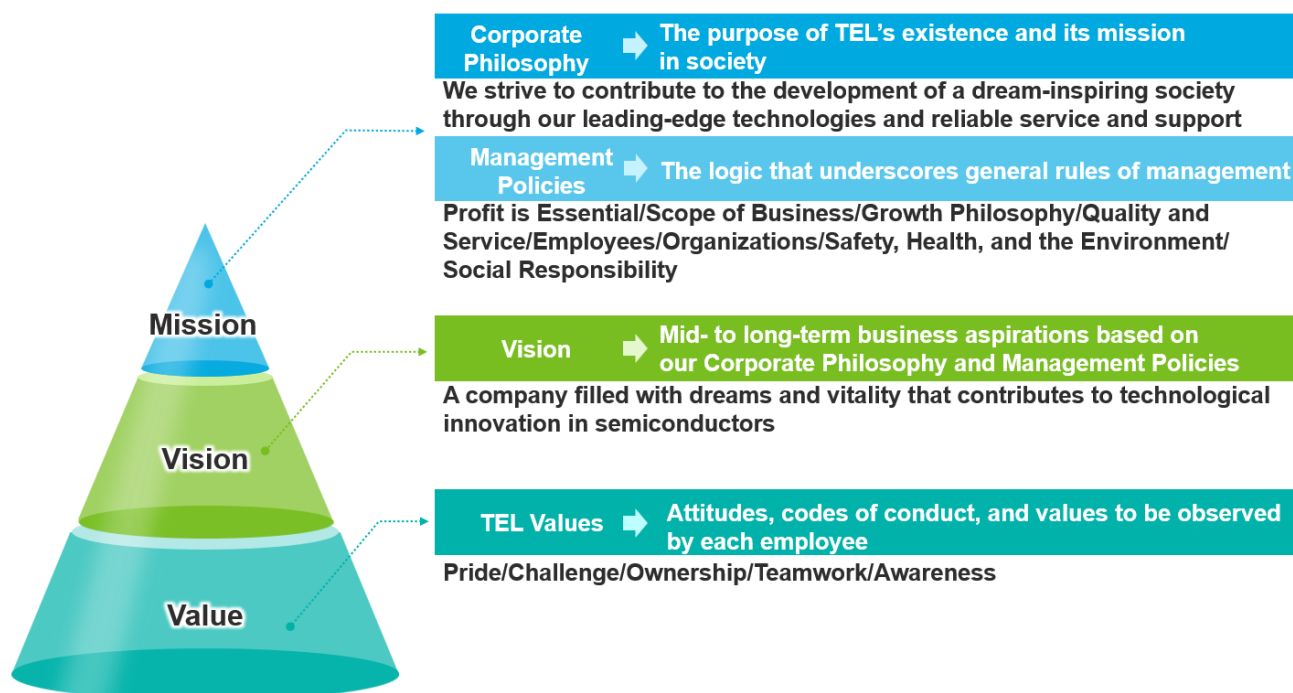 Corporate
Philosophy
The purpose of TEL's existence and its mission
in society
We strive to contribute to the development of a dream-inspiring society
through our leading-edge technologies and reliable service and support
Management
Policies
The logic that underscores general rules of management
Profit is Essential/Scope of Business/Growth Philosophy/Quality and
Service/Employees/Organizations/Safety, Health, and the Environment/
Social Responsibility
Mission
Vision
Mid- to long-term business aspirations based on
our Corporate Philosophy and Management Policies
A company filled with dreams and vitality that contributes to technological
innovation in semiconductors
Vision
TEL Values
Attitudes, codes of conduct, and values to be observed
by each employee
Pride/Challenge/Ownership/Teamwork/Awareness
Value